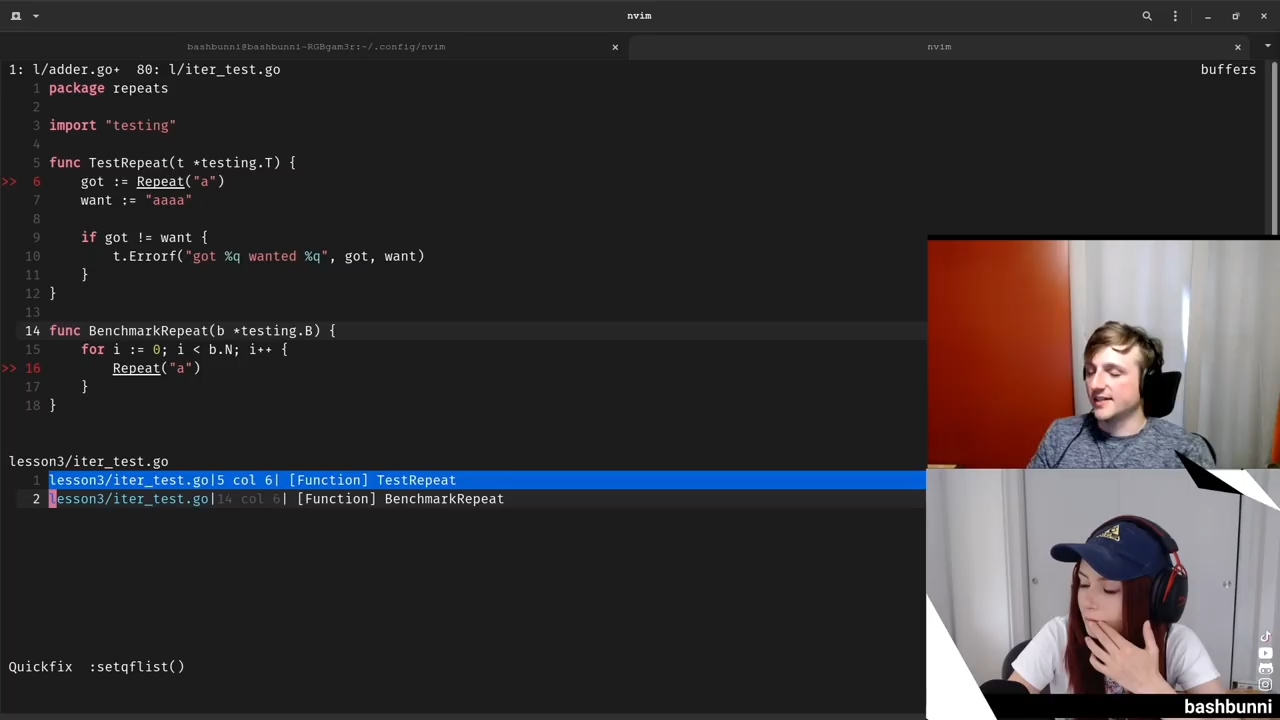 nvim
bashbunni@bashbunni-RGBgam3r:~/.config/nvim
nvim
1: l/adder.go+ 80: l/iter_test.go
buffers
1 package repeats
2
3 import "testing"
4
5 func TestRepeat(t *testing.T) {
>> 6 got := Repeat("a")
7 want := "aaaa"
8
9 if got != want {
10 t.Errorf("got %q wanted %q", got, want)
11 }
12 }
13
14 func BenchmarkRepeat(b *testing.B) {
15 for i := 0; i < b.N; i++ {
>> 16 Repeat("a")
17 }
18 }
lesson3/iter_test.go
1 lesson3/iter_test.go|5 col 6| [Function] TestRepeat
2 lesson3/iter_test.go|14 col 6| [Function] BenchmarkRepeat
Quickfix :setqflist()
bashbunni